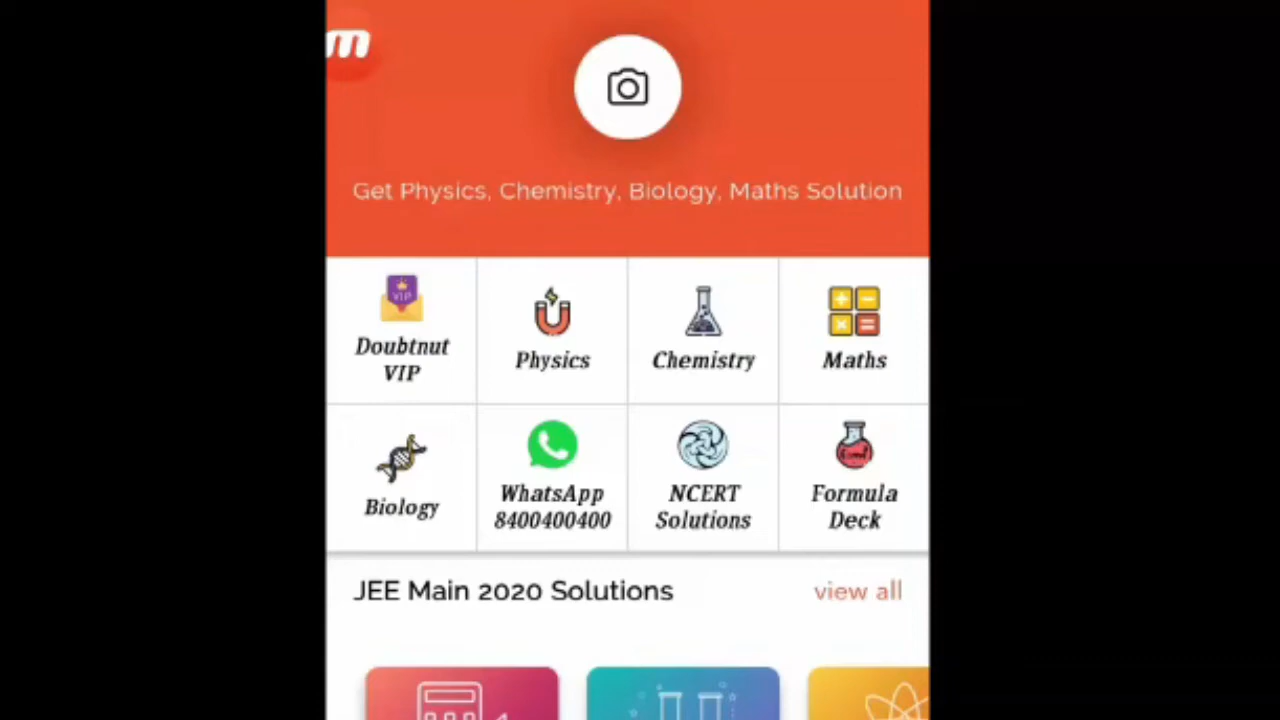 m
Get Physics, Chemistry, Biology, Maths Solution
VIP
Doubtnut
VIP
Physics
Chemistry
Maths
Biology
WhatsApp
8400400400
NCERT
Solutions
Formula
Deck
JEE Main 2020 Solutions
view all